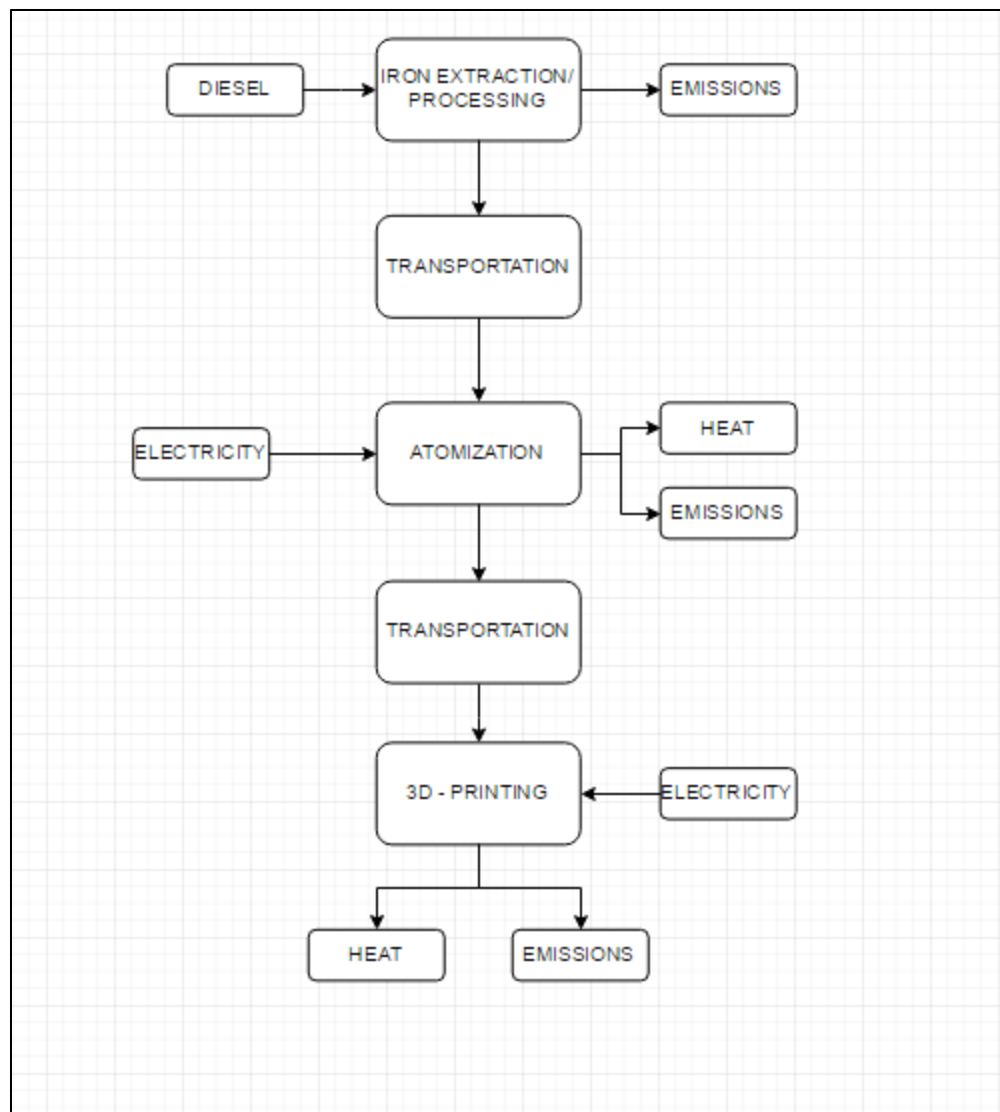 DIESEL
IRON EXTRACTION/
PROCESSING
EMISSIONS
TRANSPORTATION
ELECTRICITY
ATOMIZATION
HEAT
EMISSIONS
TRANSPORTATION
3D - PRINTING
ELECTRICITY
HEAT
EMISSIONS